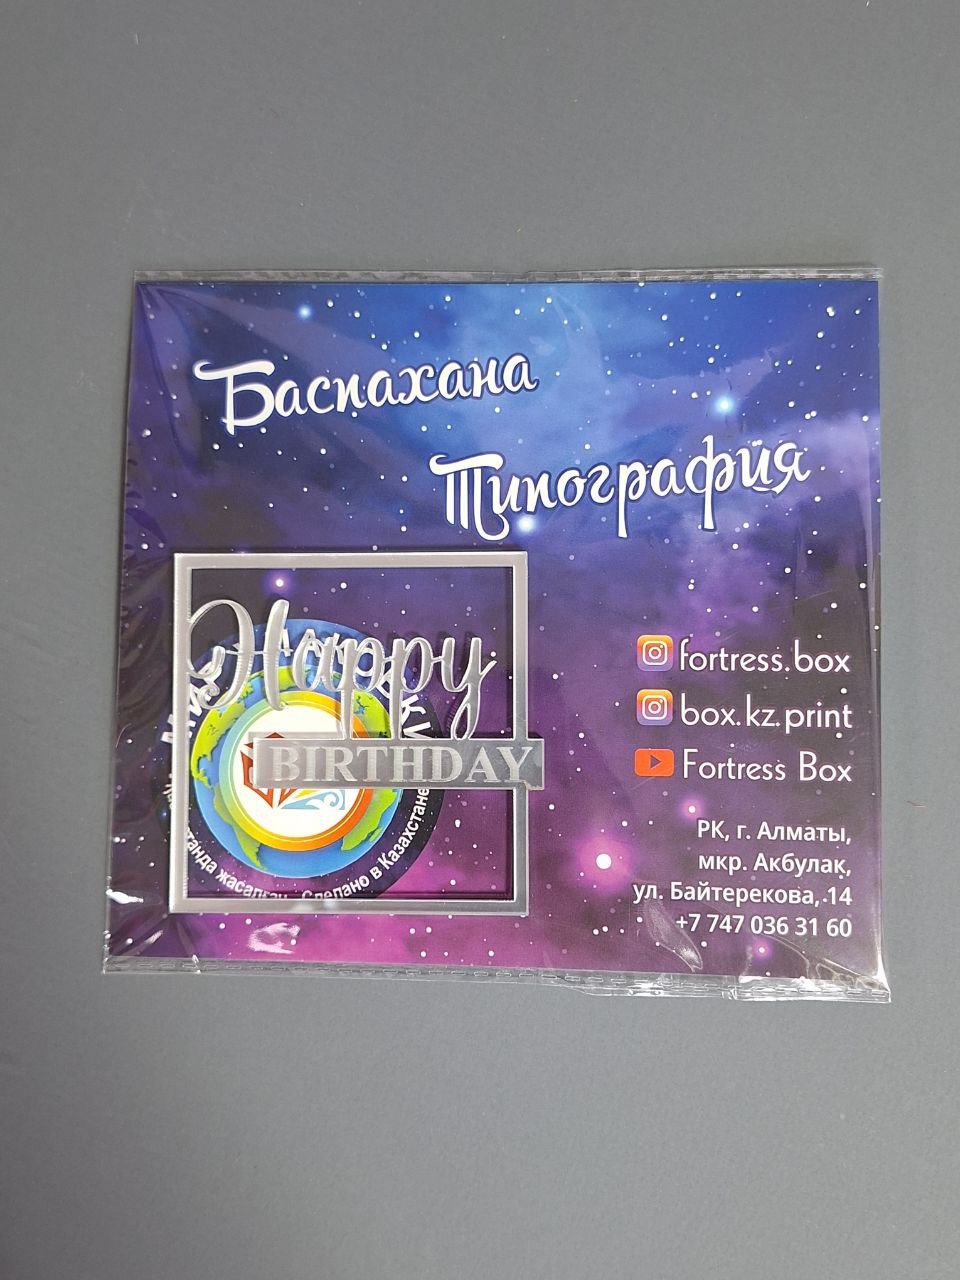 Баспахана
Типография
Happy
BIRTHDAY
fortress.box
box.kz.print
Fortress Box
жасалған
Сделано в Казахстане
РК, г. Алматы,
мкр. Акбулак,
ул. Байтерекова, 14
+7 747 036 31 60